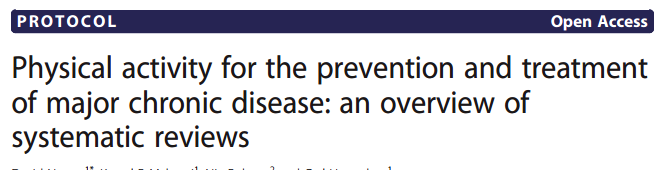 PROTOCOL Open Access
Physical activity for the prevention and treatment
of major chronic disease: an overview of
systematic reviews